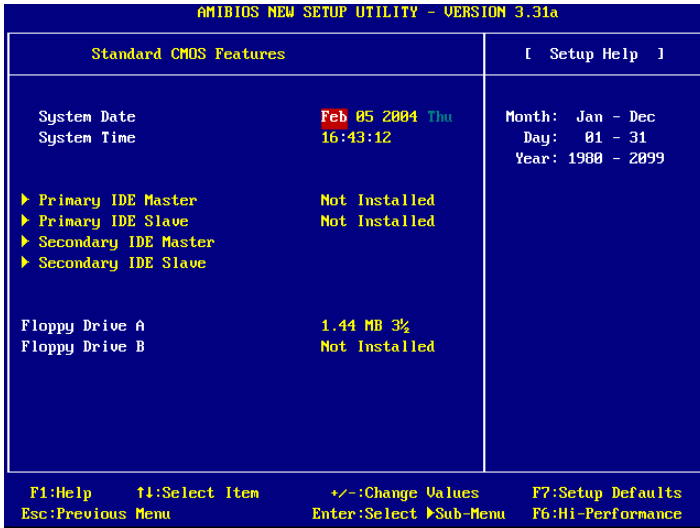 AMIBIOS NEW SETUP UTILITY - VERSION 3.31a
Standard CMOS Features
[ Setup Help ]
System Date Feb 05 2004 Thu
System Time 16:43:12
Month: Jan - Dec
Day: 01 - 31
Year: 1980 - 2099
▶ Primary IDE Master Not Installed
▶ Primary IDE Slave Not Installed
▶ Secondary IDE Master
▶ Secondary IDE Slave
Floppy Drive A 1.44 MB 3½
Floppy Drive B Not Installed
F1:Help ↑↓:Select Item +/-:Change Values F7:Setup Defaults
Esc:Previous Menu Enter:Select ▶Sub-Menu F6:Hi-Performance